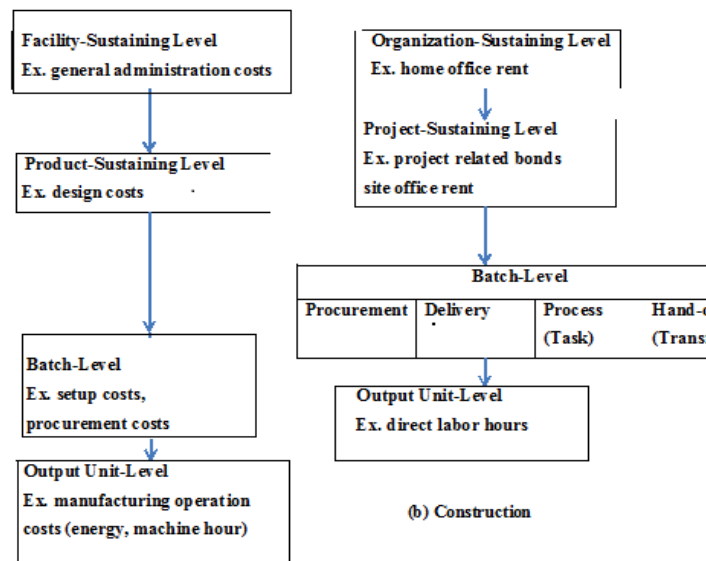 Facility-Sustaining Level
Ex. general administration costs
Product-Sustaining Level
Ex. design costs
Batch-Level
Ex. setup costs,
procurement costs
Output Unit-Level
Ex. manufacturing operation
costs (energy, machine hour)
Organization-Sustaining Level
Ex. home office rent
Project-Sustaining Level
Ex. project related bonds
site office rent
Batch-Level
Procurement Delivery Process
(Task)
Output Unit-Level
Ex. direct labor hours
(b) Construction